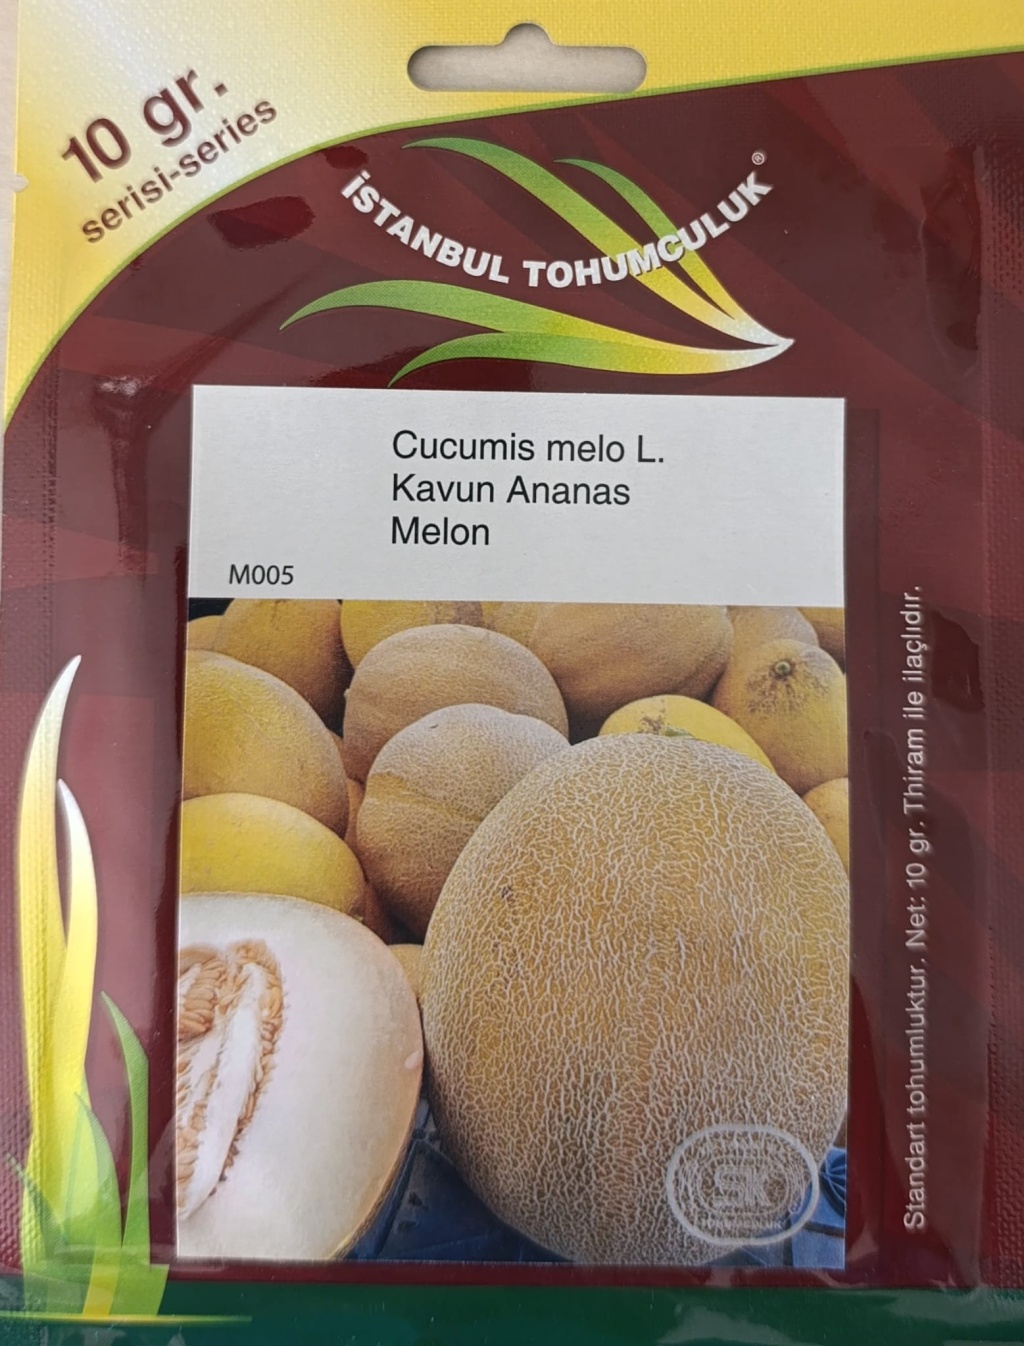 10 gr.
serisi-series
İSTANBUL TOHUMCULUK®
Cucumis melo L.
Kavun Ananas
Melon
M005
Standart tohumluktur. Net: 10 gr. Thiram ile ilaçlıdır.
TOHUMCULUK